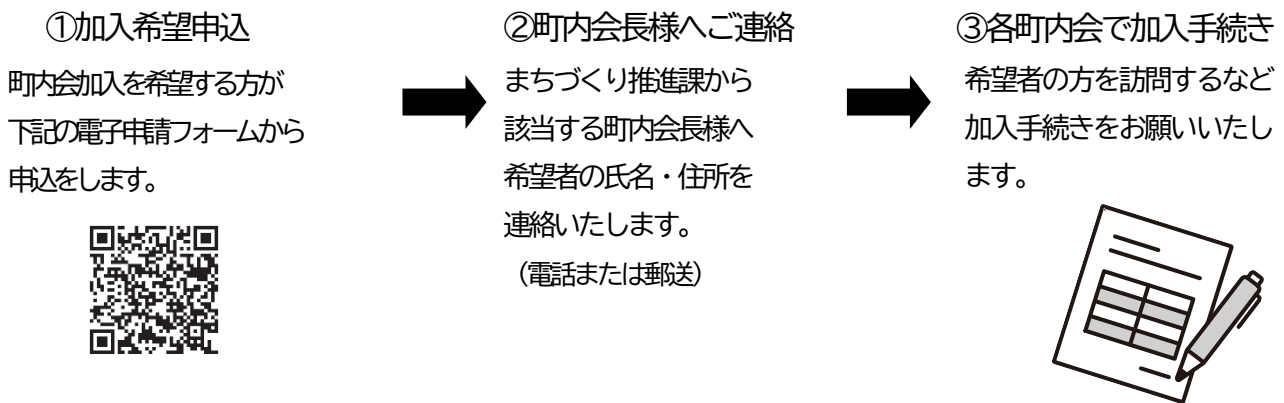 ①加入希望申込
町内会加入を希望する方が
下記の電子申請フォームから
申込をします。
②町内会長様へご連絡
まちづくり推進課から
該当する町内会長様へ
希望者の氏名・住所を
連絡いたします。
（電話または郵送）
③各町内会で加入手続き
希望者の方を訪問するなど
加入手続きをお願いいたし
ます。